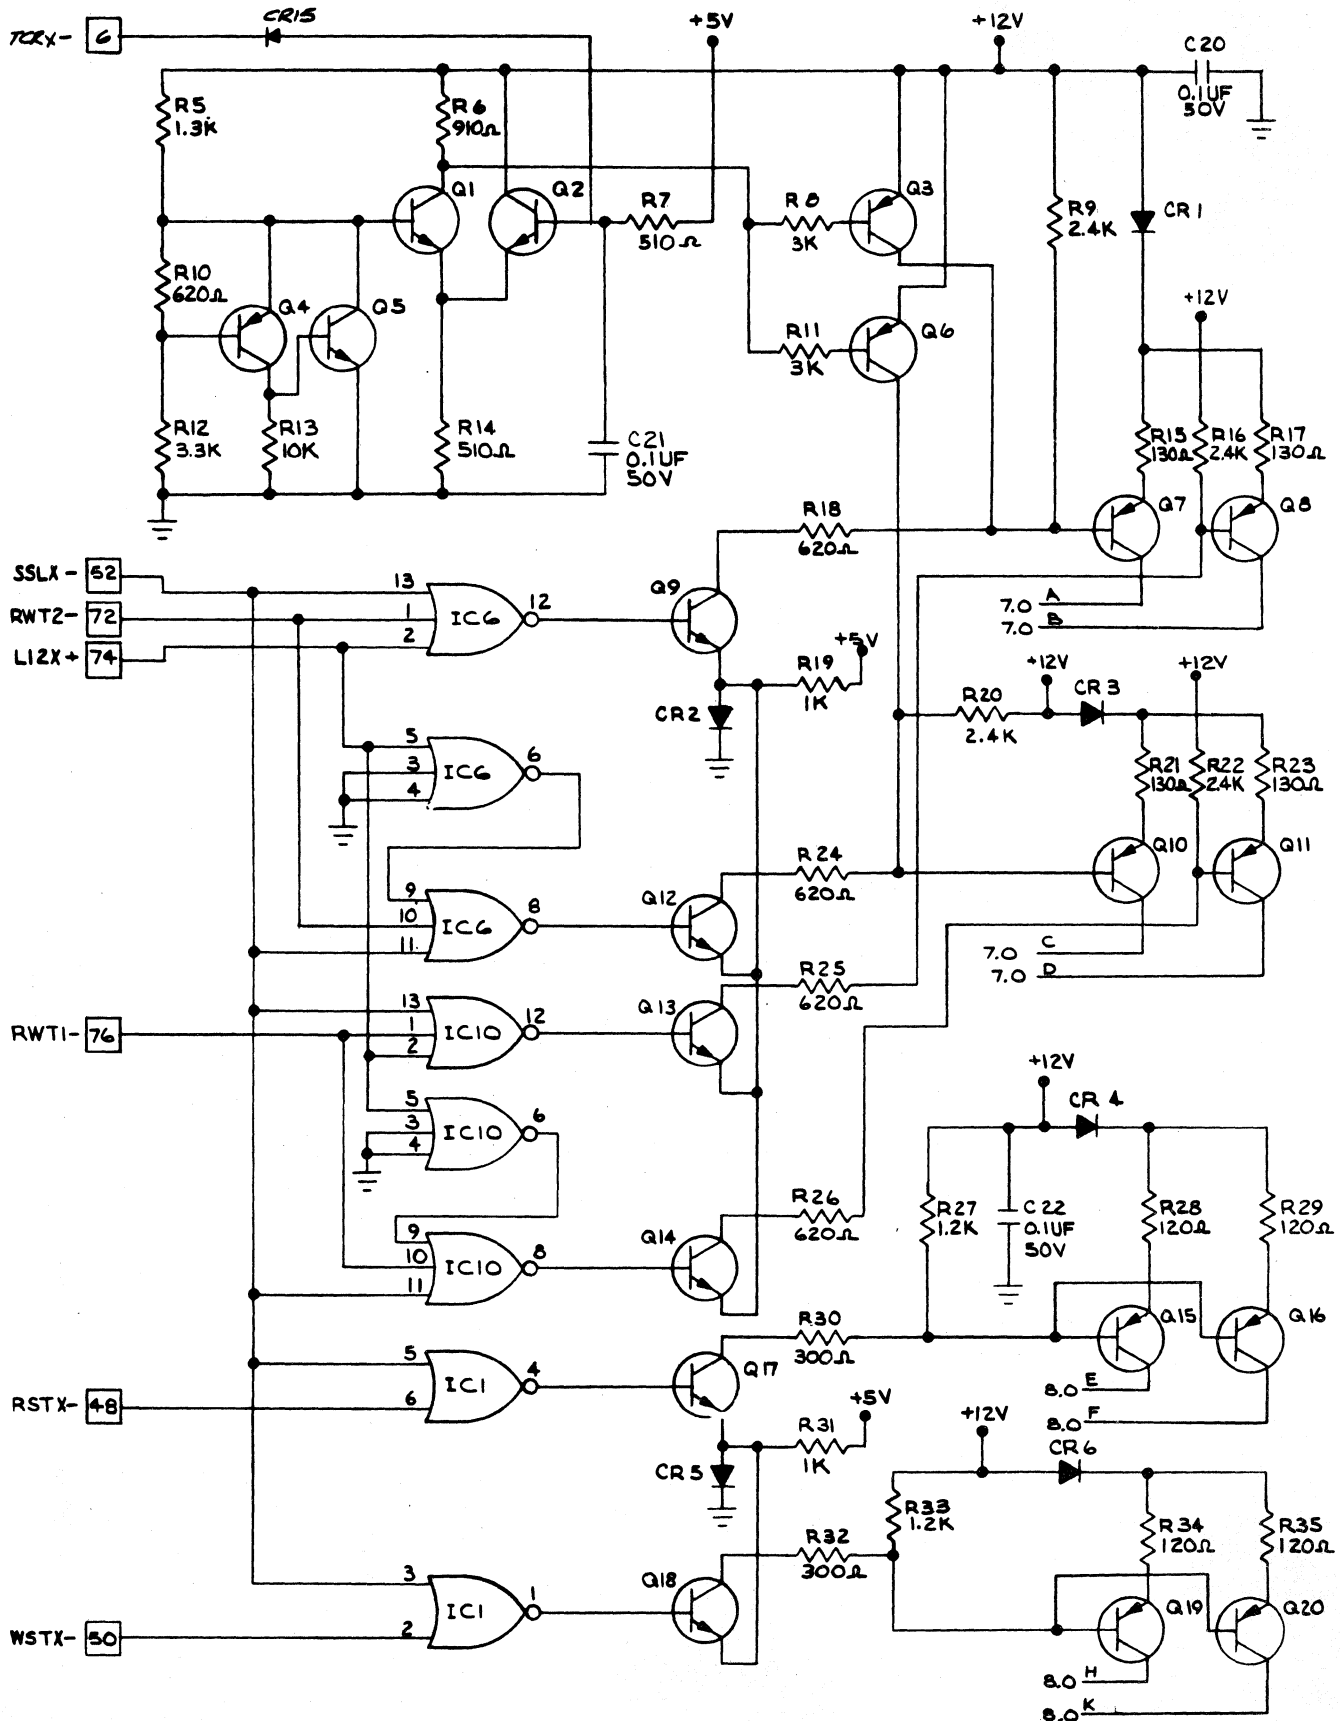 CR15
+5V
+12V
TCRX- 6
C20
0.1UF
50V
R5
1.3K
R6
910Ω
Q1
Q2
R7
510Ω
R8
3K
Q3
R9
2.4K
CR1
R10
620Ω
Q4
Q5
R11
3K
Q6
+12V
R12
3.3K
R13
10K
R14
510Ω
C21
0.1UF
50V
R15
130Ω
R16
2.4K
R17
130Ω
R18
620Ω
Q7
Q8
SSLX- 52
RWT2- 72
L12X+ 74
13
1
2
IC6
12
Q9
7.0 A
7.0 B
R19
1K
+5V
CR2
R20
2.4K
+12V
CR3
+12V
5
3
4
IC6
6
R21
130Ω
R22
2.4K
R23
130Ω
R24
620Ω
Q10
Q11
9
10
11
IC6
8
Q12
7.0 C
7.0 D
R25
620Ω
RWT1- 76
13
1
2
IC10
12
Q13
5
3
4
IC10
6
+12V
CR4
R26
620Ω
R27
1.2K
C22
0.1UF
50V
R28
120Ω
R29
120Ω
9
10
11
IC10
8
Q14
R30
300Ω
Q15
Q16
RSTX- 48
5
6
IC1
4
Q17
8.0 E
8.0 F
R31
1K
+5V
+12V
CR6
CR5
R33
1.2K
R32
300Ω
R34
120Ω
R35
120Ω
WSTX- 50
3
2
IC1
1
Q18
Q19
Q20
8.0 H
8.0 K